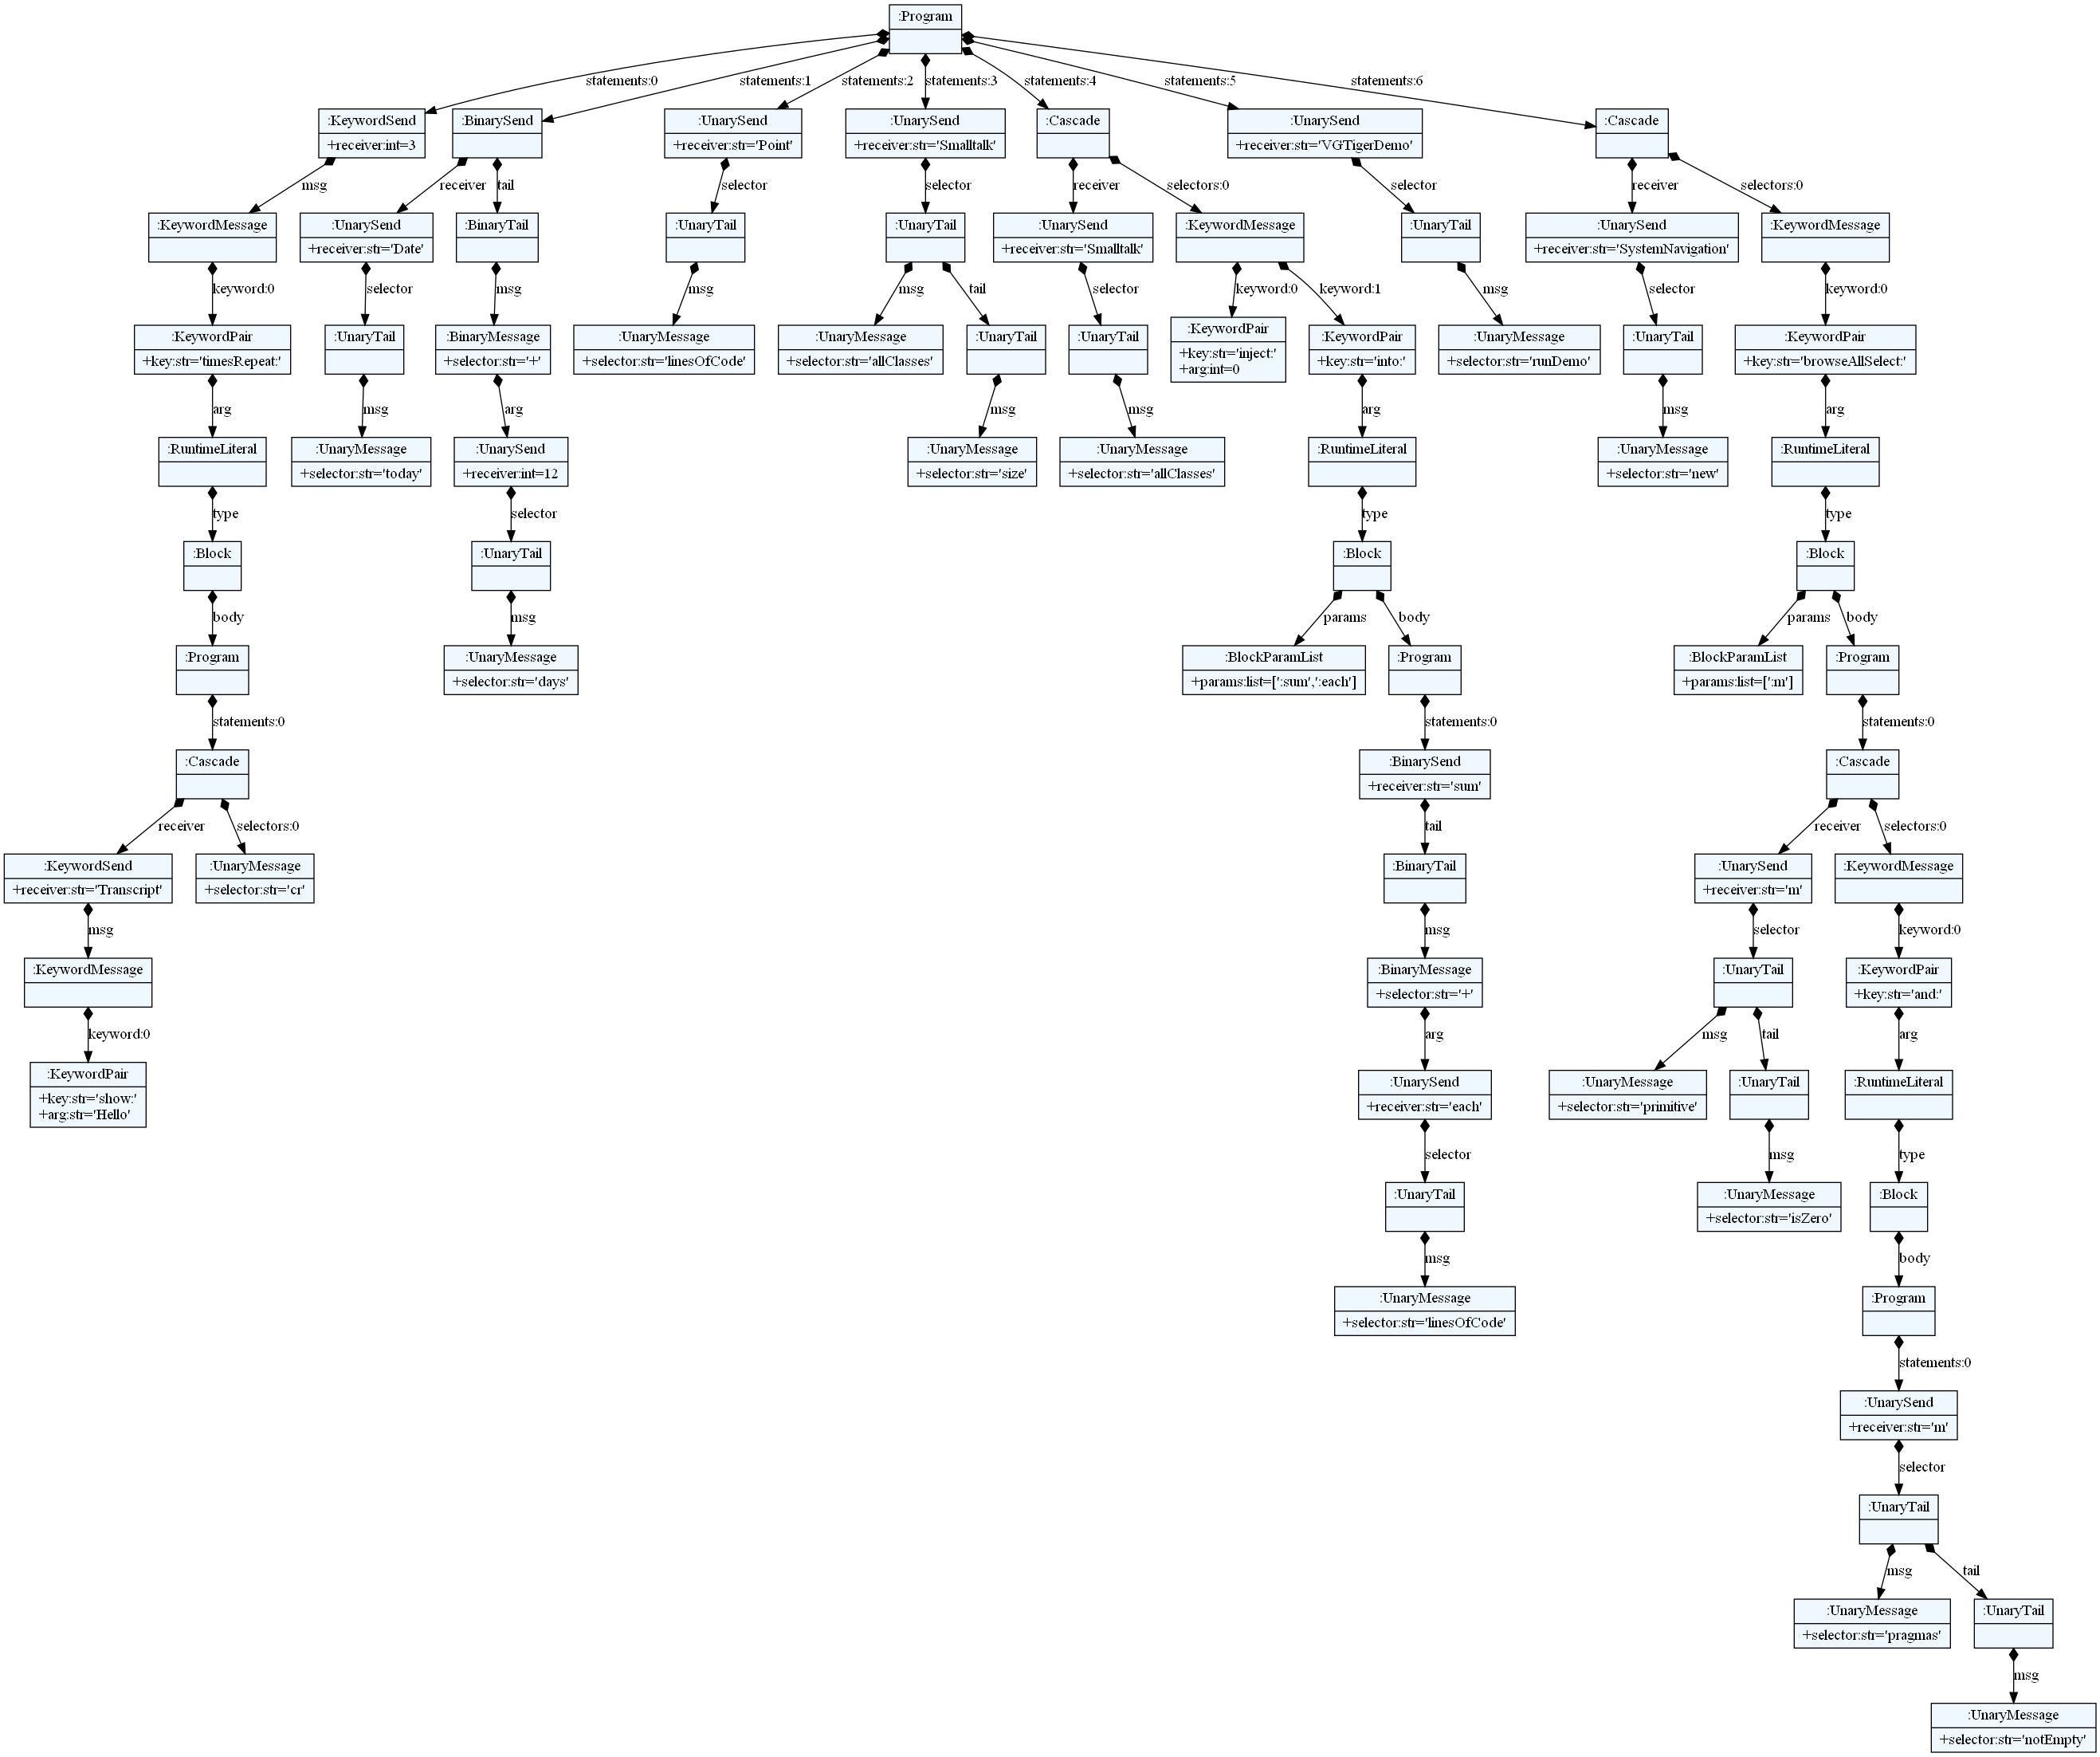 :Program
statements:0
statements:1
statements:2
statements:3
statements:4
statements:5
statements:6
:KeywordSend
+receiver:int=3
:BinarySend
:UnarySend
+receiver:str='Point'
:UnarySend
+receiver:str='Smalltalk'
:Cascade
:UnarySend
+receiver:str='VGTigerDemo'
:Cascade
msg
receiver
tail
selector
selector
receiver
selectors:0
selector
receiver
selectors:0
:KeywordMessage
:UnarySend
+receiver:str='Date'
:BinaryTail
:UnaryTail
:UnaryTail
:UnarySend
+receiver:str='Smalltalk'
:KeywordMessage
:UnaryTail
:UnarySend
+receiver:str='SystemNavigation'
:KeywordMessage
keyword:0
selector
msg
msg
msg
tail
selector
keyword:0
keyword:1
msg
selector
keyword:0
:KeywordPair
+key:str='timesRepeat:'
:UnaryTail
:BinaryMessage
+selector:str='+'
:UnaryMessage
+selector:str='linesOfCode'
:UnaryMessage
+selector:str='allClasses'
:UnaryTail
:UnaryTail
:KeywordPair
+key:str='inject:'
+arg:int=0
:KeywordPair
+key:str='into:'
:UnaryMessage
+selector:str='runDemo'
:UnaryTail
:KeywordPair
+key:str='browseAllSelect:'
arg
msg
arg
msg
msg
arg
msg
arg
:RuntimeLiteral
:UnaryMessage
+selector:str='today'
:UnarySend
+receiver:int=12
:UnaryMessage
+selector:str='size'
:UnaryMessage
+selector:str='allClasses'
:RuntimeLiteral
:UnaryMessage
+selector:str='new'
:RuntimeLiteral
type
selector
type
type
:Block
:UnaryTail
:Block
:Block
body
msg
params
body
params
body
:Program
:UnaryMessage
+selector:str='days'
:BlockParamList
+params:list=[':sum',':each']
:Program
:BlockParamList
+params:list=[':m']
:Program
statements:0
statements:0
statements:0
:Cascade
:BinarySend
+receiver:str='sum'
:Cascade
receiver
selectors:0
tail
receiver
selectors:0
:KeywordSend
+receiver:str='Transcript'
:UnaryMessage
+selector:str='cr'
:BinaryTail
:UnarySend
+receiver:str='m'
:KeywordMessage
msg
msg
selector
keyword:0
:KeywordMessage
:BinaryMessage
+selector:str='+'
:UnaryTail
:KeywordPair
+key:str='and:'
keyword:0
arg
msg
tail
arg
:KeywordPair
+key:str='show:'
+arg:str='Hello'
:UnarySend
+receiver:str='each'
:UnaryMessage
+selector:str='primitive'
:UnaryTail
:RuntimeLiteral
selector
msg
type
:UnaryTail
:UnaryMessage
+selector:str='isZero'
:Block
msg
body
:UnaryMessage
+selector:str='linesOfCode'
:Program
statements:0
:UnarySend
+receiver:str='m'
selector
:UnaryTail
msg
tail
:UnaryMessage
+selector:str='pragmas'
:UnaryTail
msg
:UnaryMessage
+selector:str='notEmpty'